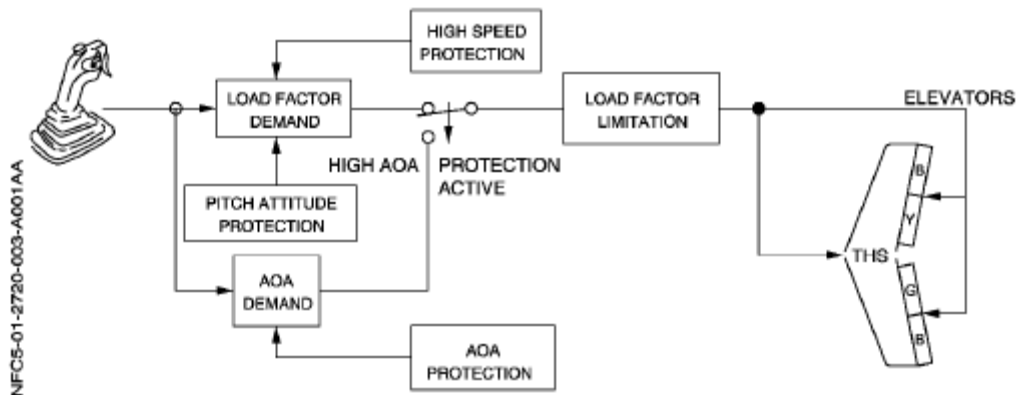 HIGH SPEED
PROTECTION
LOAD FACTOR
DEMAND
LOAD FACTOR
LIMITATION
ELEVATORS
HIGH AOA
PROTECTION
ACTIVE
PITCH ATTITUDE
PROTECTION
AOA
DEMAND
AOA
PROTECTION
B
Y
THS
G
B
NFC5-01-2720-003-A001AA